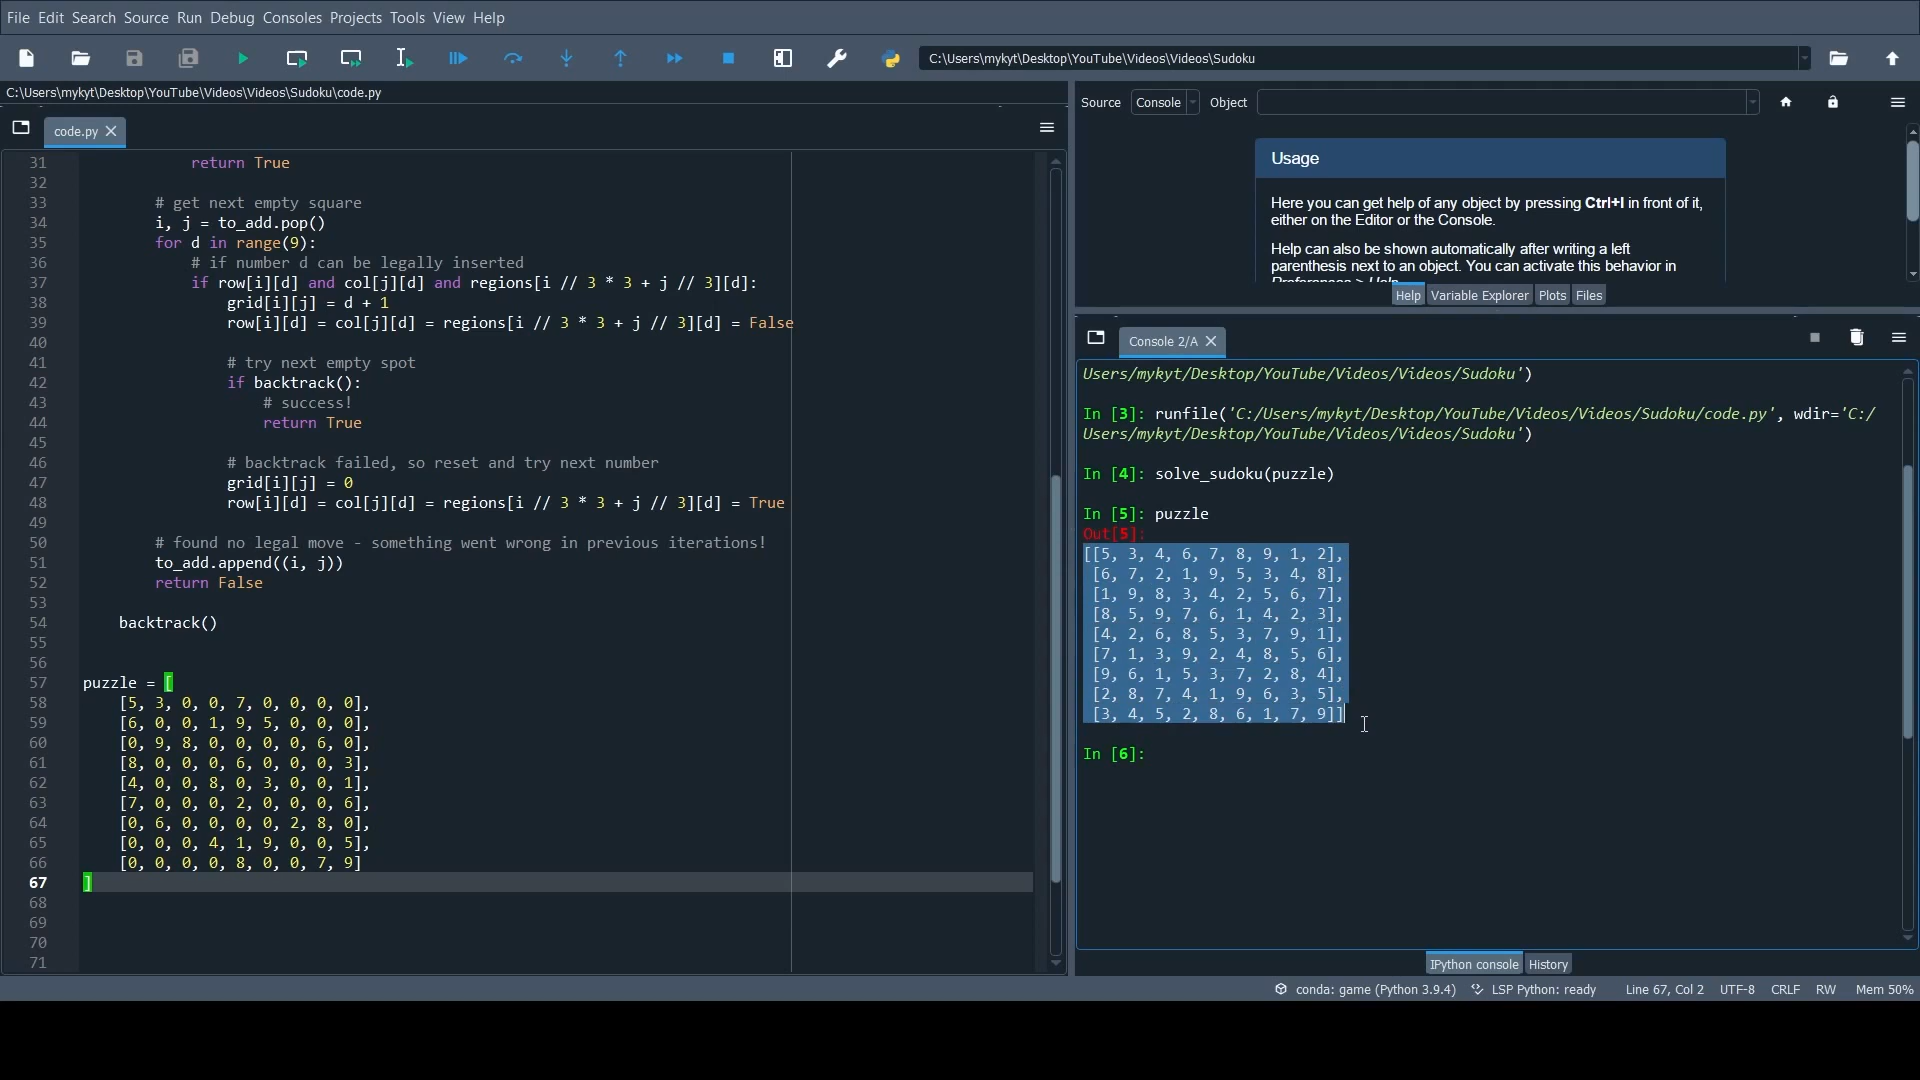 File Edit Search Source Run Debug Consoles Projects Tools View Help
C:\Users\mykyt\Desktop\YouTube\Videos\Videos\Sudoku
C:\Users\mykyt\Desktop\YouTube\Videos\Videos\Sudoku\code.py
code.py
31 return True
32
33 # get next empty square
34 i, j = to_add.pop()
35 for d in range(9):
36 # if number d can be legally inserted
37 if row[i][d] and col[j][d] and regions[i // 3 * 3 + j // 3][d]:
38 grid[i][j] = d + 1
39 row[i][d] = col[j][d] = regions[i // 3 * 3 + j // 3][d] = False
40
41 # try next empty spot
42 if backtrack():
43 # success!
44 return True
45
46 # backtrack failed, so reset and try next number
47 grid[i][j] = 0
48 row[i][d] = col[j][d] = regions[i // 3 * 3 + j // 3][d] = True
49
50 # found no legal move - something went wrong in previous iterations!
51 to_add.append((i, j))
52 return False
53
54 backtrack()
55
56
57 puzzle = [
58 [5, 3, 0, 0, 7, 0, 0, 0, 0],
59 [6, 0, 0, 1, 9, 5, 0, 0, 0],
60 [0, 9, 8, 0, 0, 0, 0, 6, 0],
61 [8, 0, 0, 0, 6, 0, 0, 0, 3],
62 [4, 0, 0, 8, 0, 3, 0, 0, 1],
63 [7, 0, 0, 0, 2, 0, 0, 0, 6],
64 [0, 6, 0, 0, 0, 0, 2, 8, 0],
65 [0, 0, 0, 4, 1, 9, 0, 0, 5],
66 [0, 0, 0, 0, 8, 0, 0, 7, 9]
67 ]
68
69
70
71
Source Console Object
Usage
Here you can get help of any object by pressing Ctrl+I in front of it,
either on the Editor or the Console.
Help can also be shown automatically after writing a left
parenthesis next to an object. You can activate this behavior in
Preferences > Help.
Help Variable Explorer Plots Files
Console 2/A
Users/mykyt/Desktop/YouTube/Videos/Videos/Sudoku')
In [3]: runfile('C:/Users/mykyt/Desktop/YouTube/Videos/Videos/Sudoku/code.py', wdir='C:/
Users/mykyt/Desktop/YouTube/Videos/Videos/Sudoku')
In [4]: solve_sudoku(puzzle)
In [5]: puzzle
Out[5]:
[[5, 3, 4, 6, 7, 8, 9, 1, 2],
[6, 7, 2, 1, 9, 5, 3, 4, 8],
[1, 9, 8, 3, 4, 2, 5, 6, 7],
[8, 5, 9, 7, 6, 1, 4, 2, 3],
[4, 2, 6, 8, 5, 3, 7, 9, 1],
[7, 1, 3, 9, 2, 4, 8, 5, 6],
[9, 6, 1, 5, 3, 7, 2, 8, 4],
[2, 8, 7, 4, 1, 9, 6, 3, 5],
[3, 4, 5, 2, 8, 6, 1, 7, 9]]
In [6]:
IPython console History
conda: game (Python 3.9.4) LSP Python: ready Line 67, Col 2 UTF-8 CRLF RW Mem 50%